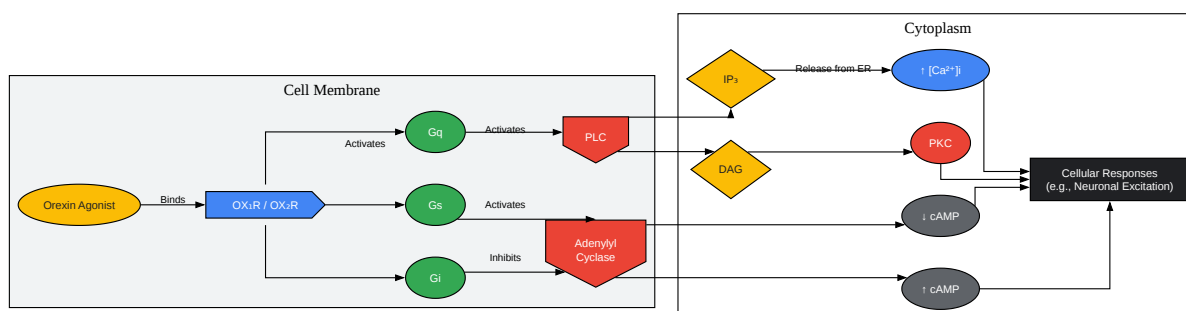 Cytoplasm
Cell Membrane
IP₃
Release from ER
↑ [Ca²⁺]i
Gq
Activates
Activates
PLC
PKC
DAG
Cellular Responses
(e.g., Neuronal Excitation)
Orexin Agonist
Binds
OX₁R / OX₂R
Gs
Activates
↓ cAMP
Adenylyl
Cyclase
Inhibits
Gi
↑ cAMP